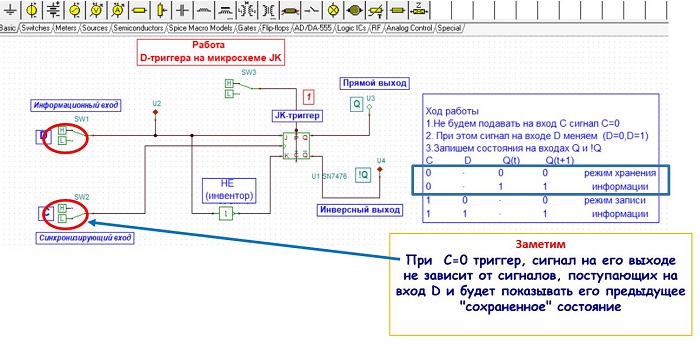 Basic Switches Meters Sources Semiconductors Spice Macro Models Gates Flip-flops AD/DA-555 Logic ICs RF Analog Control Special
Работа
D-триггера на микросхеме JK
SW3
H
L
1
Прямой выход
Информационный вход
SW1
D
H
L
U2
JK-триггер
Q
U3
J
K
U1 SN7476
U4
!Q
НЕ
(инвентор)
1
Инверсный выход
SW2
C
H
L
Синхронизирующий вход
Ход работы
1.Не будем подавать на вход С сигнал С=0
2. При этом сигнал на входе D меняем (D=0,D=1)
3.Запишем состояния на входах Q и !Q
C D Q(t) Q(t+1)
0 - 0 0 режим хранения
0 - 1 1 информации
1 0 - 0 режим записи
1 1 - 1 информации
Заметим
При С=0 триггер, сигнал на его выходе
не зависит от сигналов, поступающих на
вход D и будет показывать его предыдущее
"сохраненное" состояние